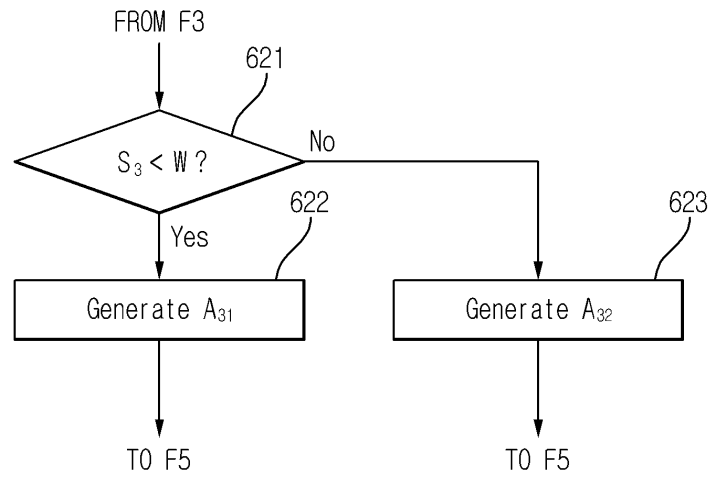 FROM F3
621
S₃ < W ?
No
Yes
622
623
Generate A₃₁
Generate A₃₂
TO F5
TO F5